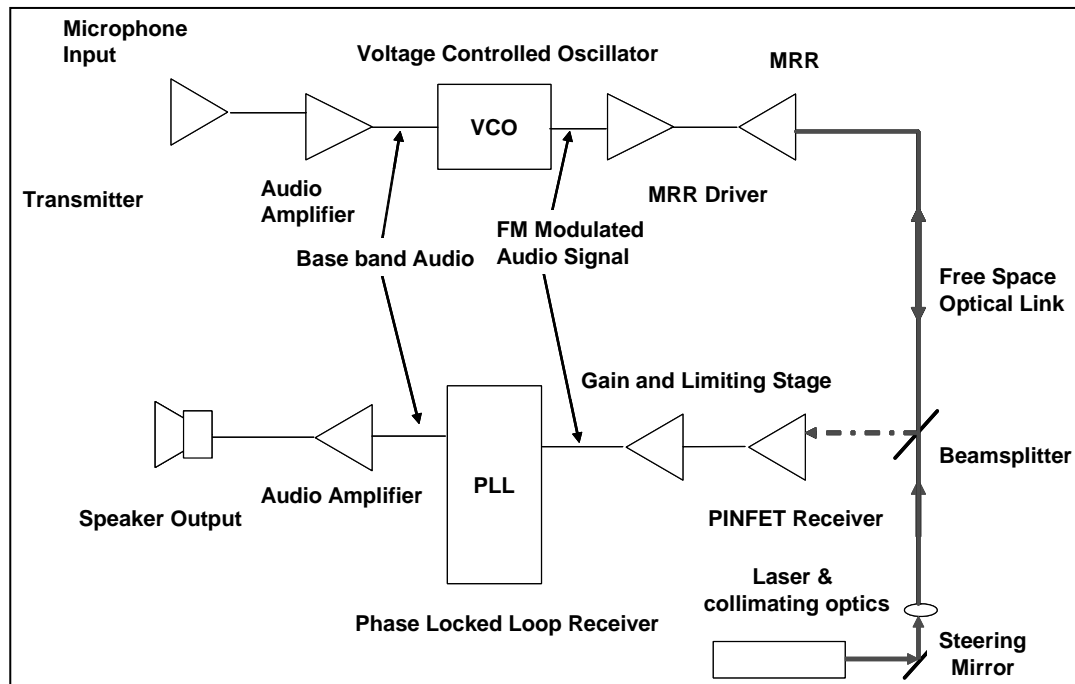 Microphone
Input
Voltage Controlled Oscillator
MRR
VCO
Transmitter
Audio
Amplifier
MRR Driver
Base band Audio
FM Modulated
Audio Signal
Free Space
Optical Link
Gain and Limiting Stage
Beamsplitter
PLL
Audio Amplifier
Speaker Output
PINFET Receiver
Laser &
collimating optics
Phase Locked Loop Receiver
Steering
Mirror